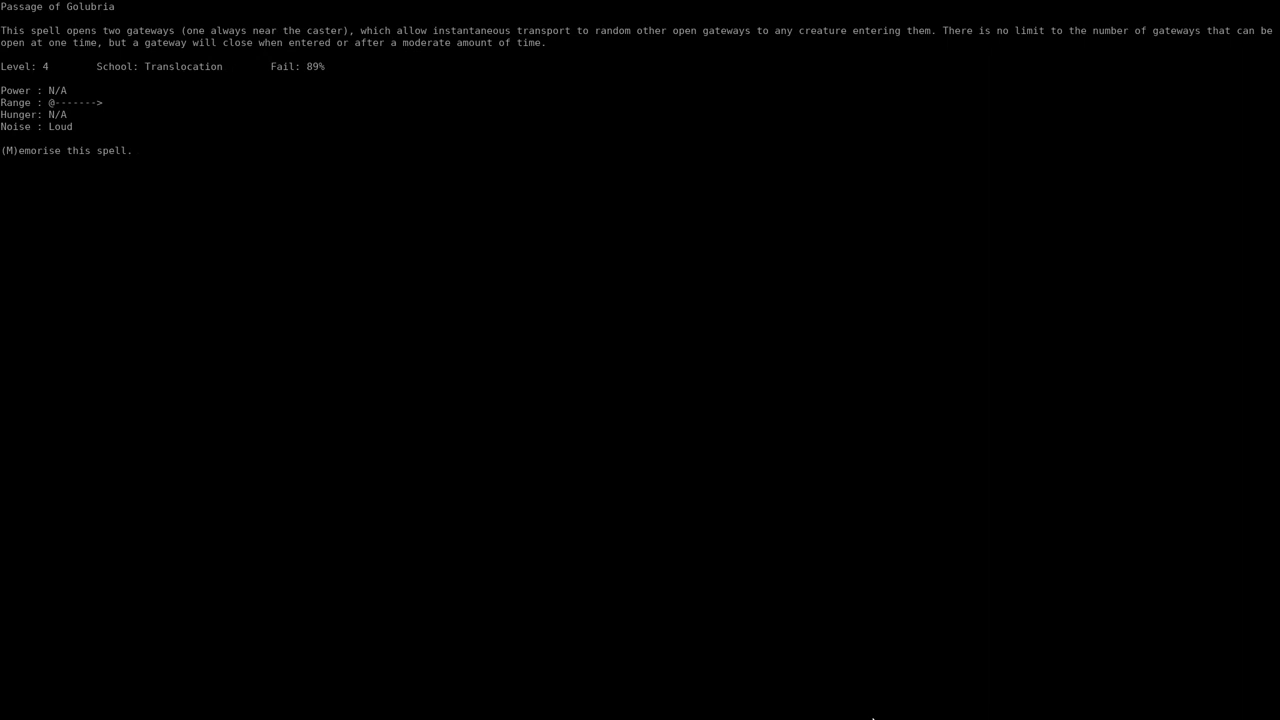 Passage of Golubria
This spell opens two gateways (one always near the caster), which allow instantaneous transport to random other open gateways to any creature entering them. There is no limit to the number of gateways that can be
open at one time, but a gateway will close when entered or after a moderate amount of time.
Level: 4        School: Translocation        Fail: 89%
Power : N/A
Range : @------->
Hunger: N/A
Noise : Loud
(M)emorise this spell.